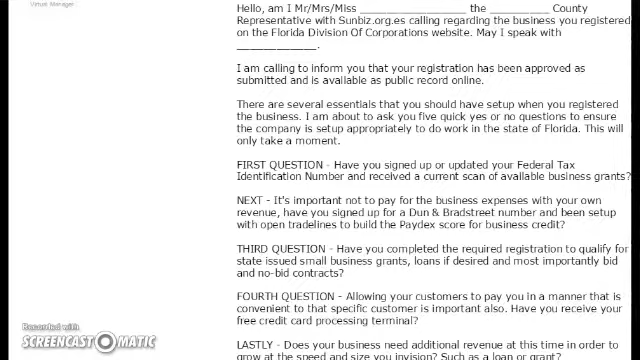 Virtual Manager
Hello, am I Mr/Mrs/Miss _________________ the _________ County
Representative with Sunbiz.org.es calling regarding the business you registered
on the Florida Division Of Corporations website. May I speak with
_____________.
I am calling to inform you that your registration has been approved as
submitted and is available as public record online.
There are several essentials that you should have setup when you registered
the business. I am about to ask you five quick yes or no questions to ensure
the company is setup appropriately to do work in the state of Florida. This will
only take a moment.
FIRST QUESTION - Have you signed up or updated your Federal Tax
Identification Number and received a current scan of available business grants?
NEXT - It's important not to pay for the business expenses with your own
revenue, have you signed up for a Dun & Bradstreet number and been setup
with open tradelines to build the Paydex score for business credit?
THIRD QUESTION - Have you completed the required registration to qualify for
state issued small business grants, loans if desired and most importantly bid
and no-bid contracts?
FOURTH QUESTION - Allowing your customers to pay you in a manner that is
convenient to that specific customer is important also. Have you receive your
free credit card processing terminal?
LASTLY - Does your business need additional revenue at this time in order to
grow at the speed and size you invision? Such as a loan or grant?
Recorded with
SCREENCAST-O-MATIC